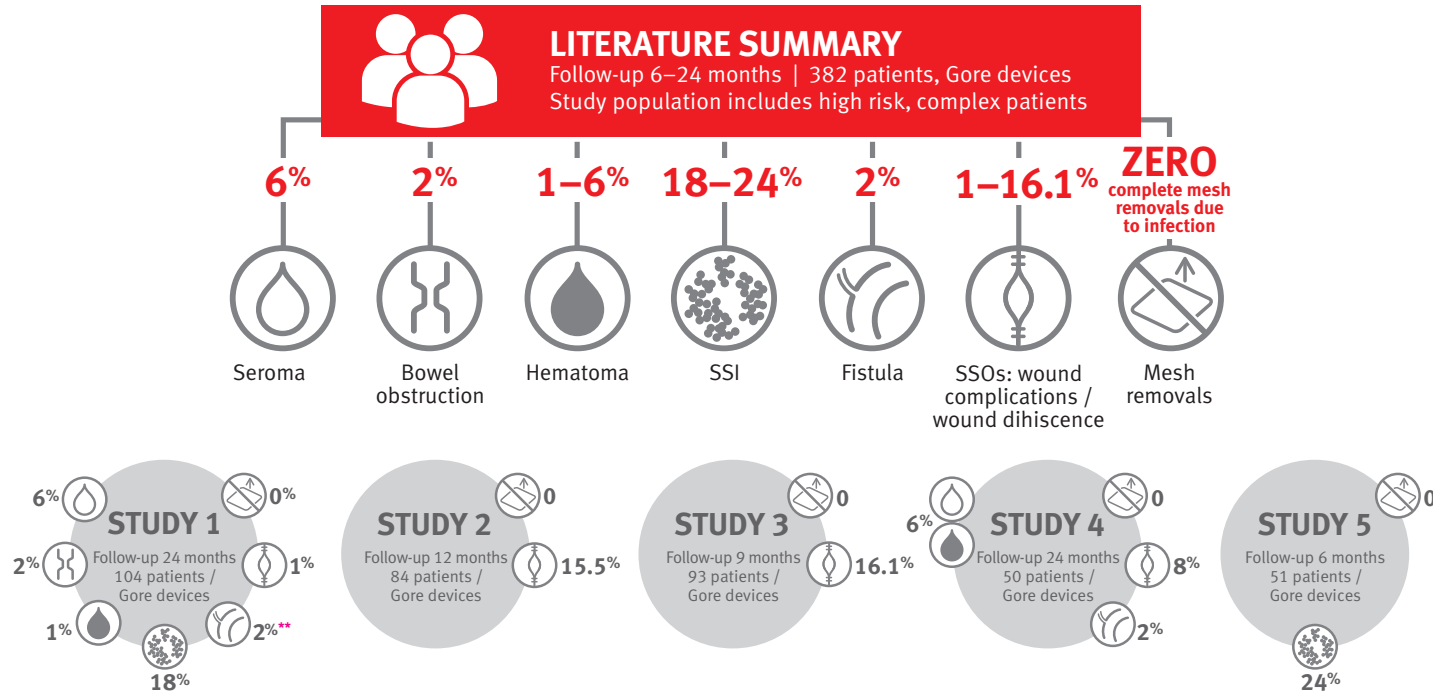 LITERATURE SUMMARY
Follow-up 6–24 months | 382 patients, Gore devices
Study population includes high risk, complex patients
6%
2%
1–6%
18–24%
2%
1–16.1%
ZERO
complete mesh
removals due
to infection
Seroma
Bowel
obstruction
Hematoma
SSI
Fistula
SSOs: wound
complications /
wound dihiscence
Mesh
removals
6%
0%
STUDY 1
Follow-up 24 months
104 patients /
Gore devices
2%
1%
1%
2%**
18%
0
STUDY 2
Follow-up 12 months
84 patients /
Gore devices
15.5%
0
STUDY 3
Follow-up 9 months
93 patients /
Gore devices
16.1%
6%
0
STUDY 4
Follow-up 24 months
50 patients /
Gore devices
8%
2%
0
STUDY 5
Follow-up 6 months
51 patients /
Gore devices
24%